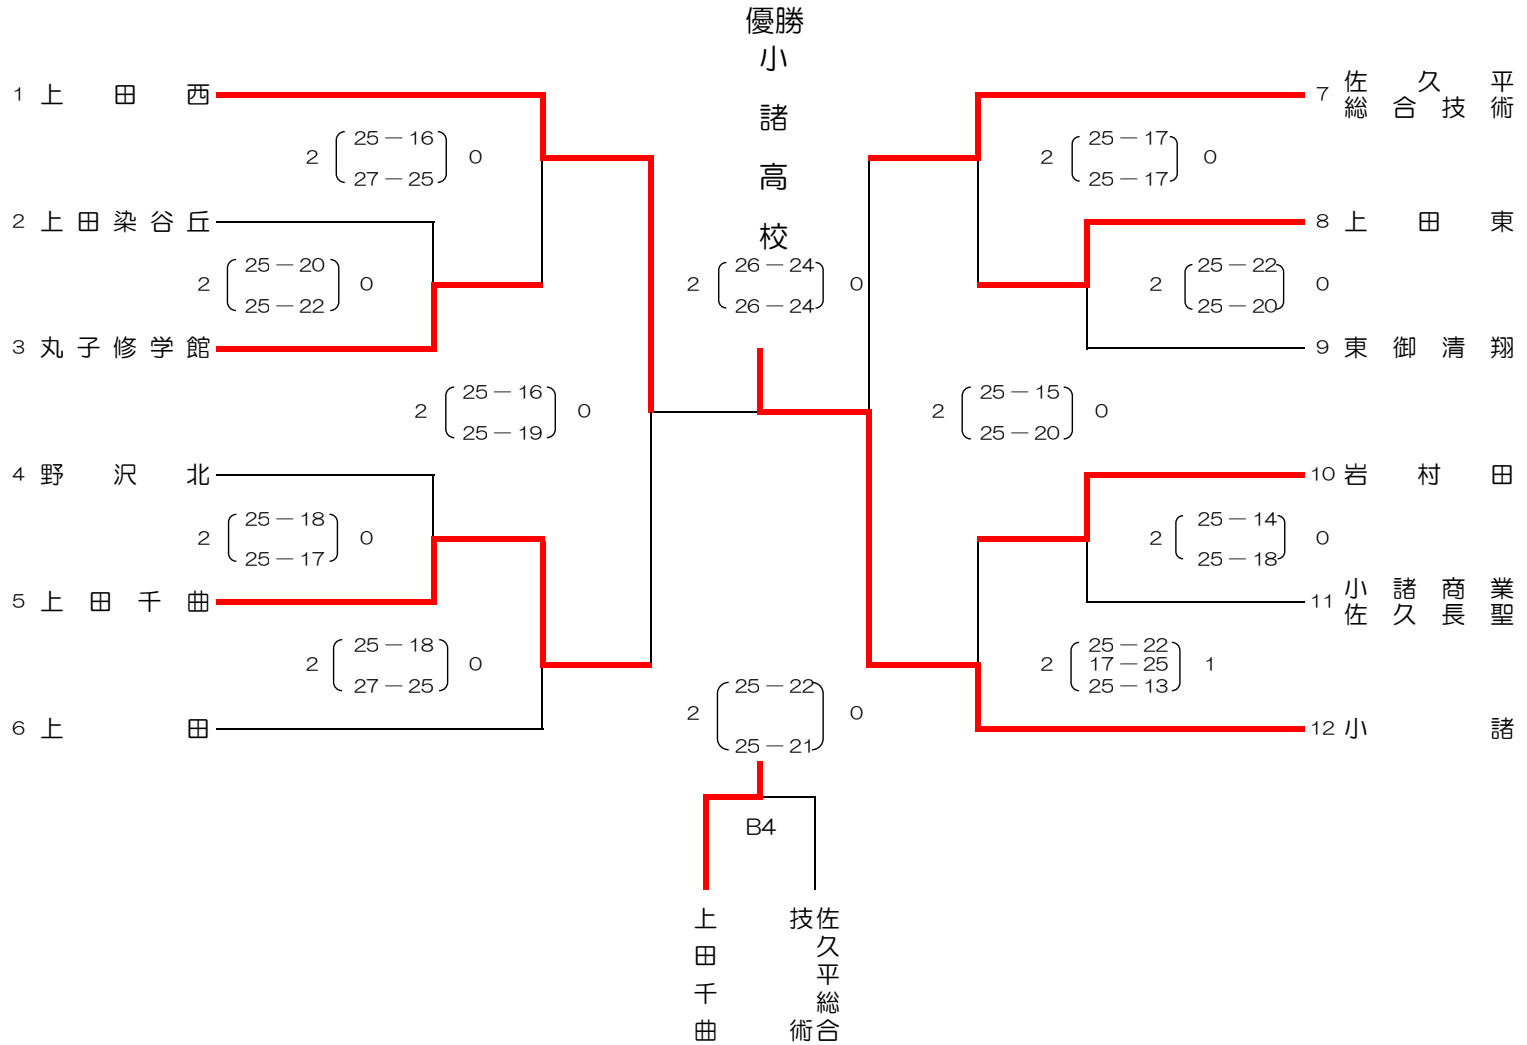 優勝
小諸高校
1 上田西
2 上田染谷丘
3 丸子修学館
4 野沢北
5 上田千曲
6 上田
2 25－16 0
27－25
2 25－20 0
25－22
2 25－16 0
25－19
2 25－18 0
25－17
2 25－18 0
27－25
2 26－24 0
26－24
7 佐久平
総合技術
8 上田東
9 東御清翔
10 岩村田
11 小諸商業
佐久長聖
12 小諸
2 25－17 0
25－17
2 25－22 0
25－20
2 25－15 0
25－20
2 25－14 0
25－18
2 25－22 1
17－25
25－13
2 25－22 0
25－21
B4
上田千曲
佐久平総合
技術